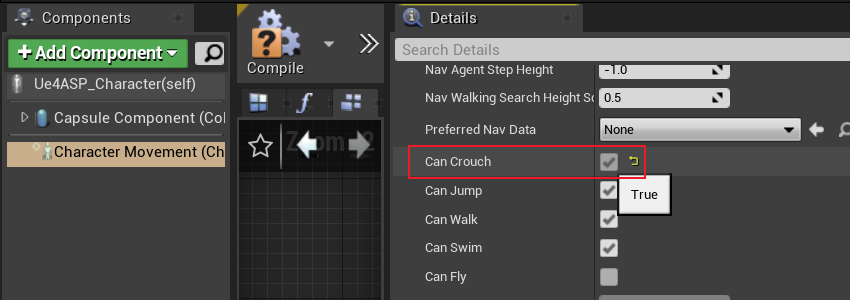 Components
Details
+ Add Component
Compile
Search Details
Ue4ASP_Character(self)
Nav Agent Step Height
-1.0
Capsule Component (Col
Nav Walking Search Height Sc
0.5
Preferred Nav Data
None
Character Movement (Ch
Can Crouch
Can Jump
True
Can Walk
Can Swim
Can Fly